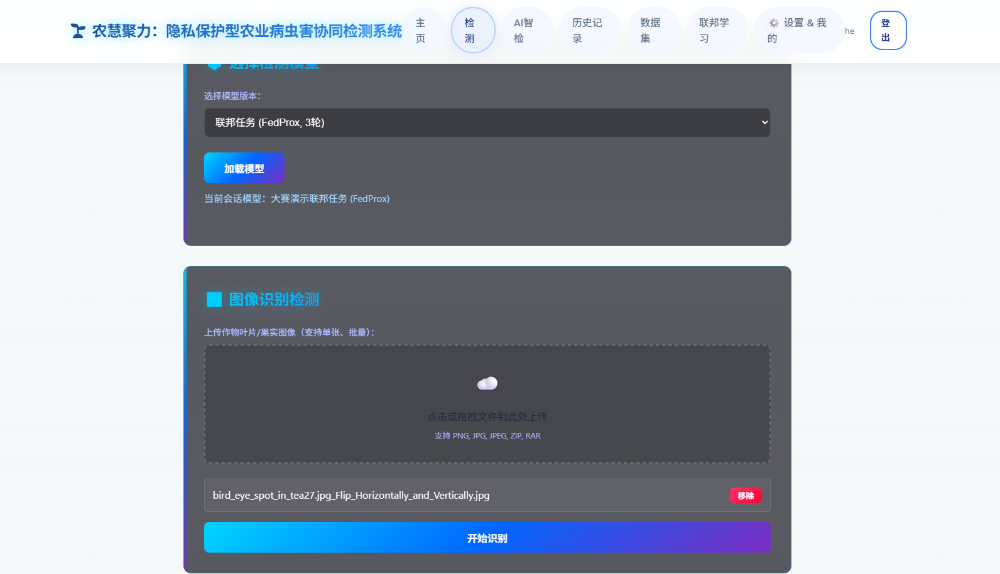 农慧聚力：隐私保护型农业病虫害协同检测系统
主页
检测
AI智检
历史记录
数据集
联邦学习
设置 & 我的
he
登出
选择检测模型
选择模型版本：
联邦任务 (FedProx, 3轮)
加载模型
当前会话模型：大赛演示联邦任务 (FedProx)
图像识别检测
上传作物叶片/果实图像（支持单张、批量）：
点击或拖拽文件到此处上传
支持 PNG, JPG, JPEG, ZIP, RAR
bird_eye_spot_in_tea27.jpg_Flip_Horizontally_and_Vertically.jpg
移除
开始识别